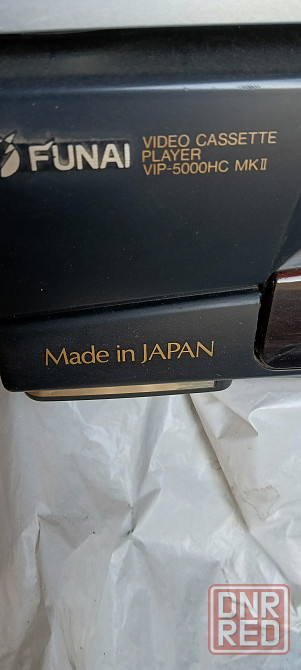 FUNAI
VIDEO CASSETTE
PLAYER
VIP-5000HC MKⅡ
Made in JAPAN
DNR
RED